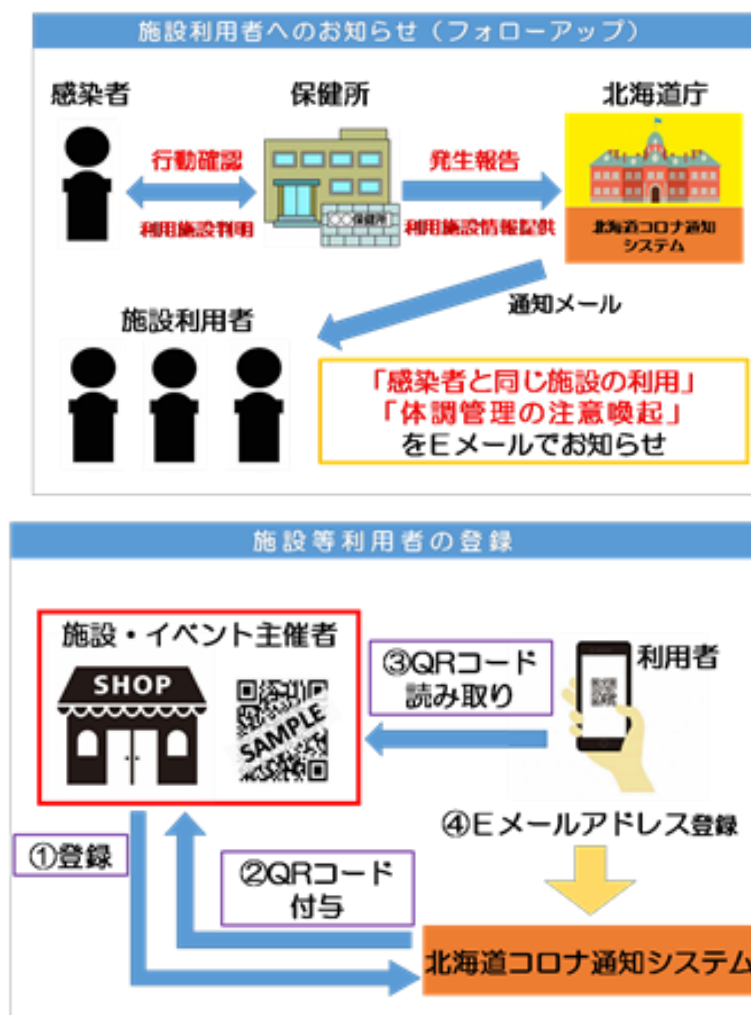 施設利用者へのお知らせ（フォローアップ）
感染者
保健所
北海道庁
行動確認
発生報告
利用施設判明
〇〇保健所
利用施設情報提供
北海道コロナ通知
システム
通知メール
施設利用者
「感染者と同じ施設の利用」
「体調管理の注意喚起」
をEメールでお知らせ
施設等利用者の登録
施設・イベント主催者
SHOP
SAMPLE
③QRコード
読み取り
利用者
④Eメールアドレス登録
①登録
②QRコード
付与
北海道コロナ通知システム